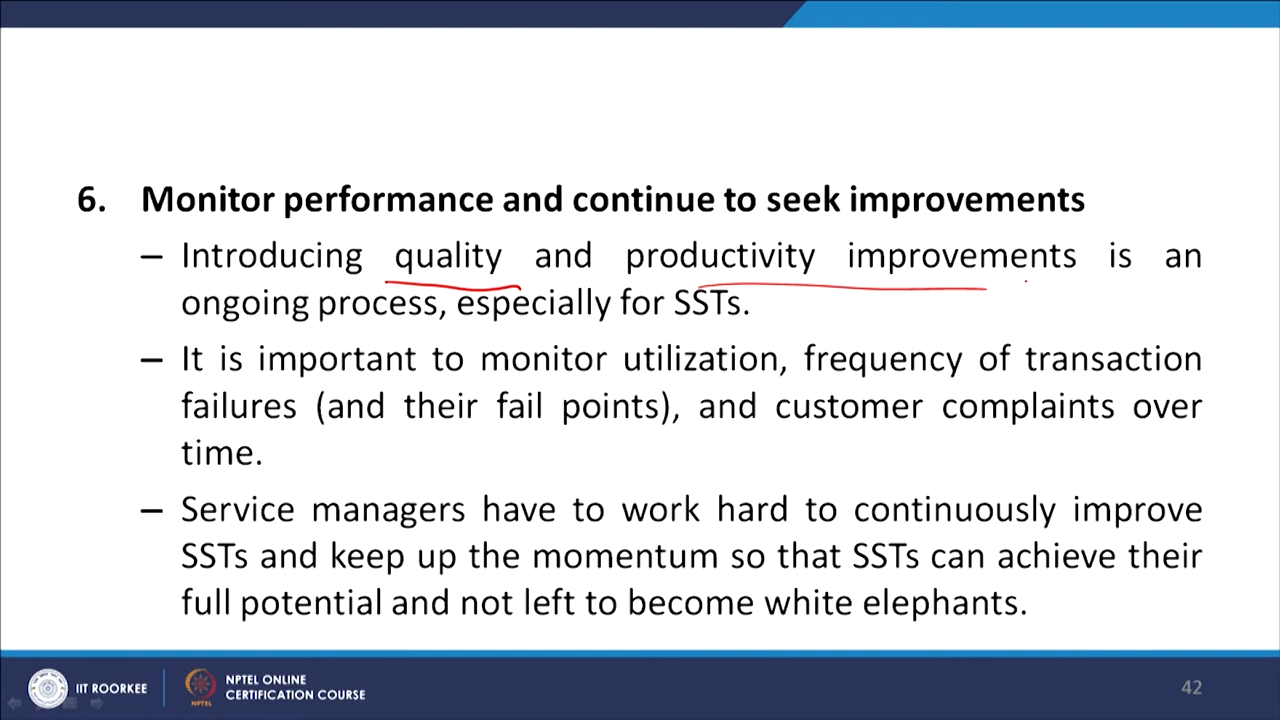 6. Monitor performance and continue to seek improvements
– Introducing quality and productivity improvements is an
ongoing process, especially for SSTs.
– It is important to monitor utilization, frequency of transaction
failures (and their fail points), and customer complaints over
time.
– Service managers have to work hard to continuously improve
SSTs and keep up the momentum so that SSTs can achieve their
full potential and not left to become white elephants.
IIT ROORKEE
NPTEL
NPTEL ONLINE
CERTIFICATION COURSE
42